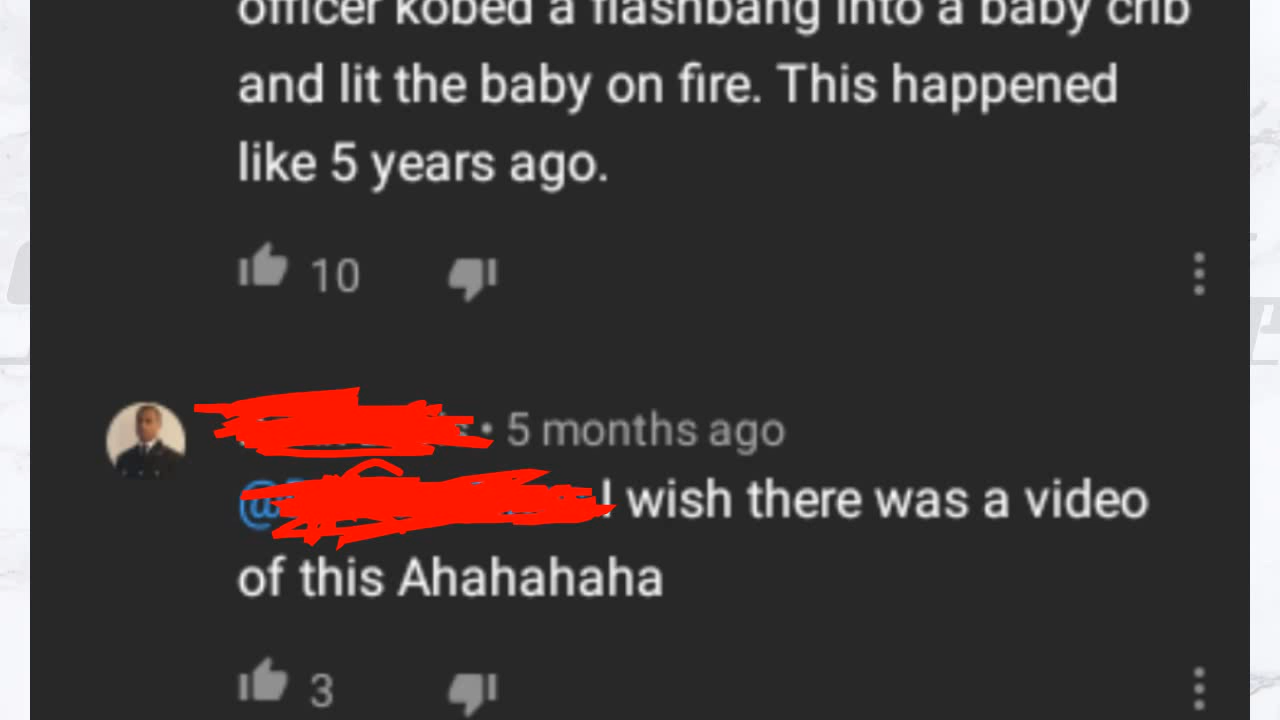 officer kobed a flashbang into a baby crib
and lit the baby on fire. This happened
like 5 years ago.
10
• 5 months ago
@ I wish there was a video
of this Ahahahaha
3